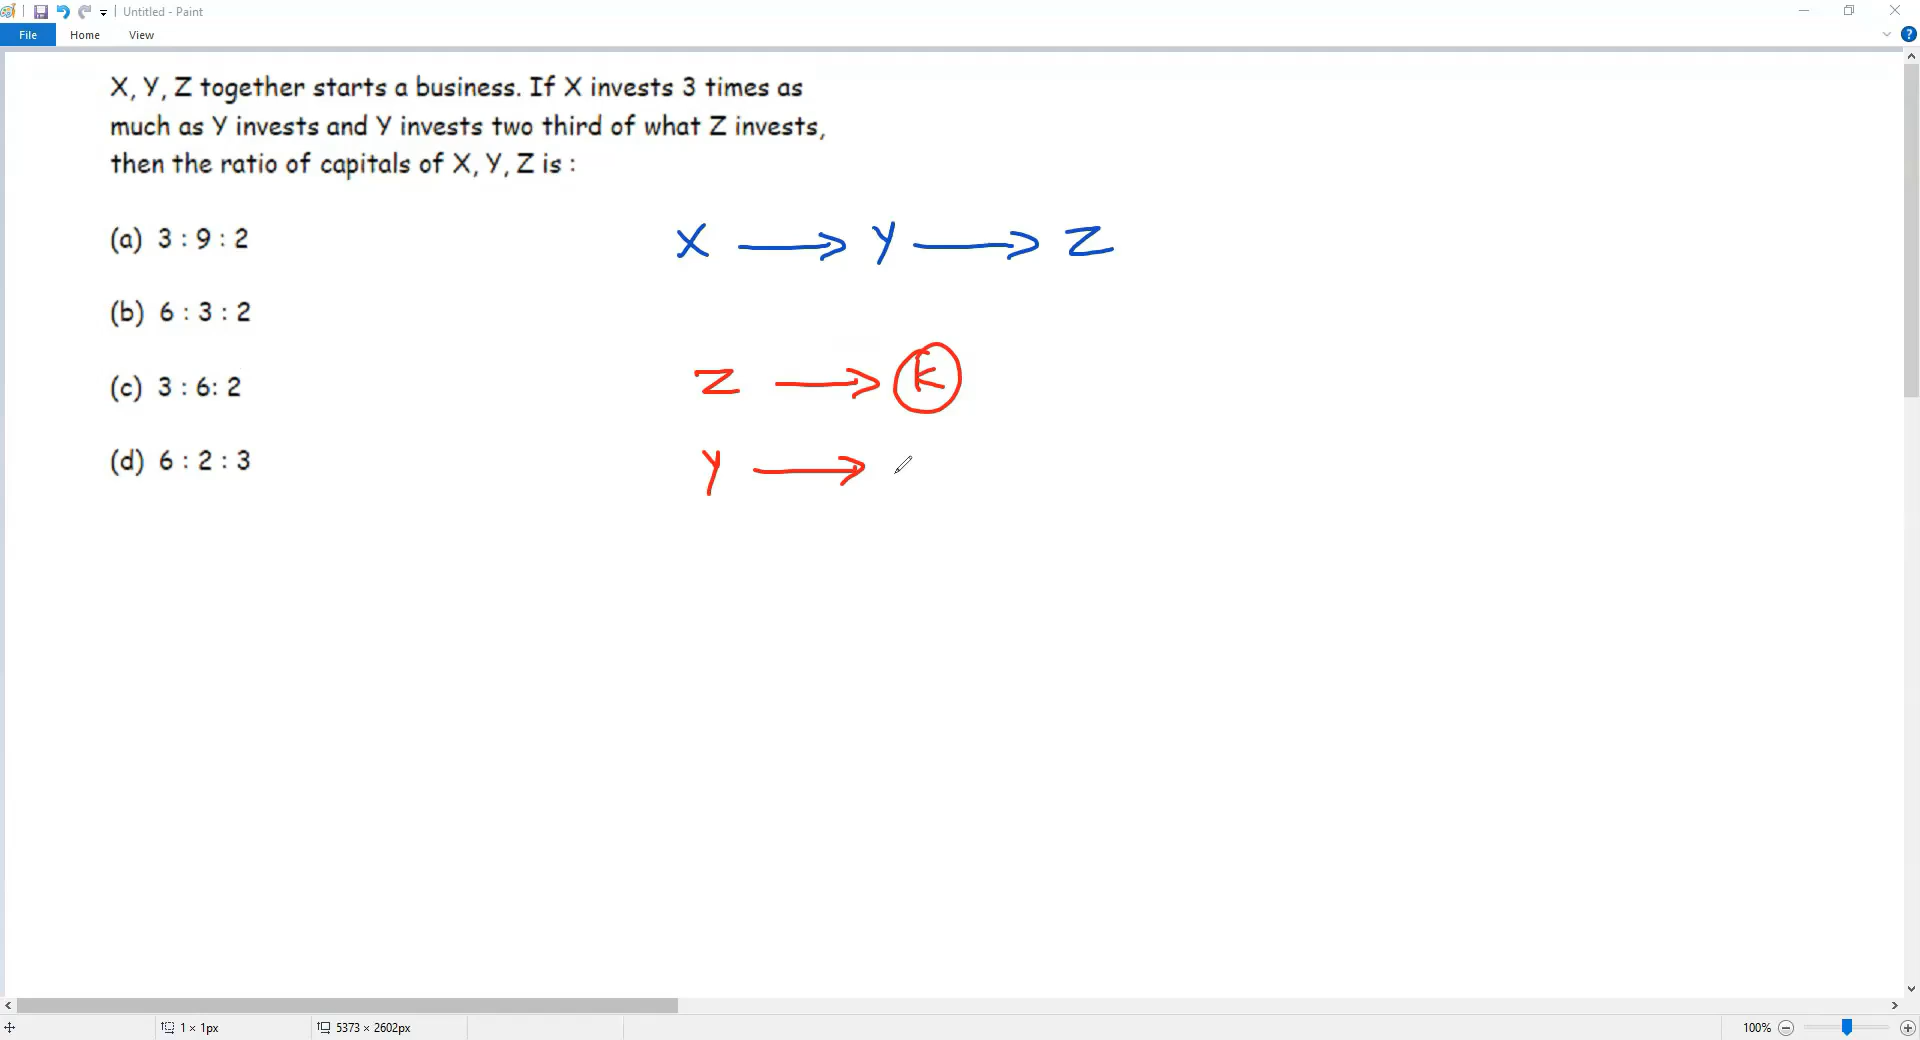 Untitled - Paint
File Home View
X, Y, Z together starts a business. If X invests 3 times as
much as Y invests and Y invests two third of what Z invests,
then the ratio of capitals of X, Y, Z is :
(a) 3 : 9 : 2
X → Y → Z
(b) 6 : 3 : 2
Z → K
(c) 3 : 6: 2
(d) 6 : 2 : 3
Y →
1 × 1px
5373 × 2602px
100%